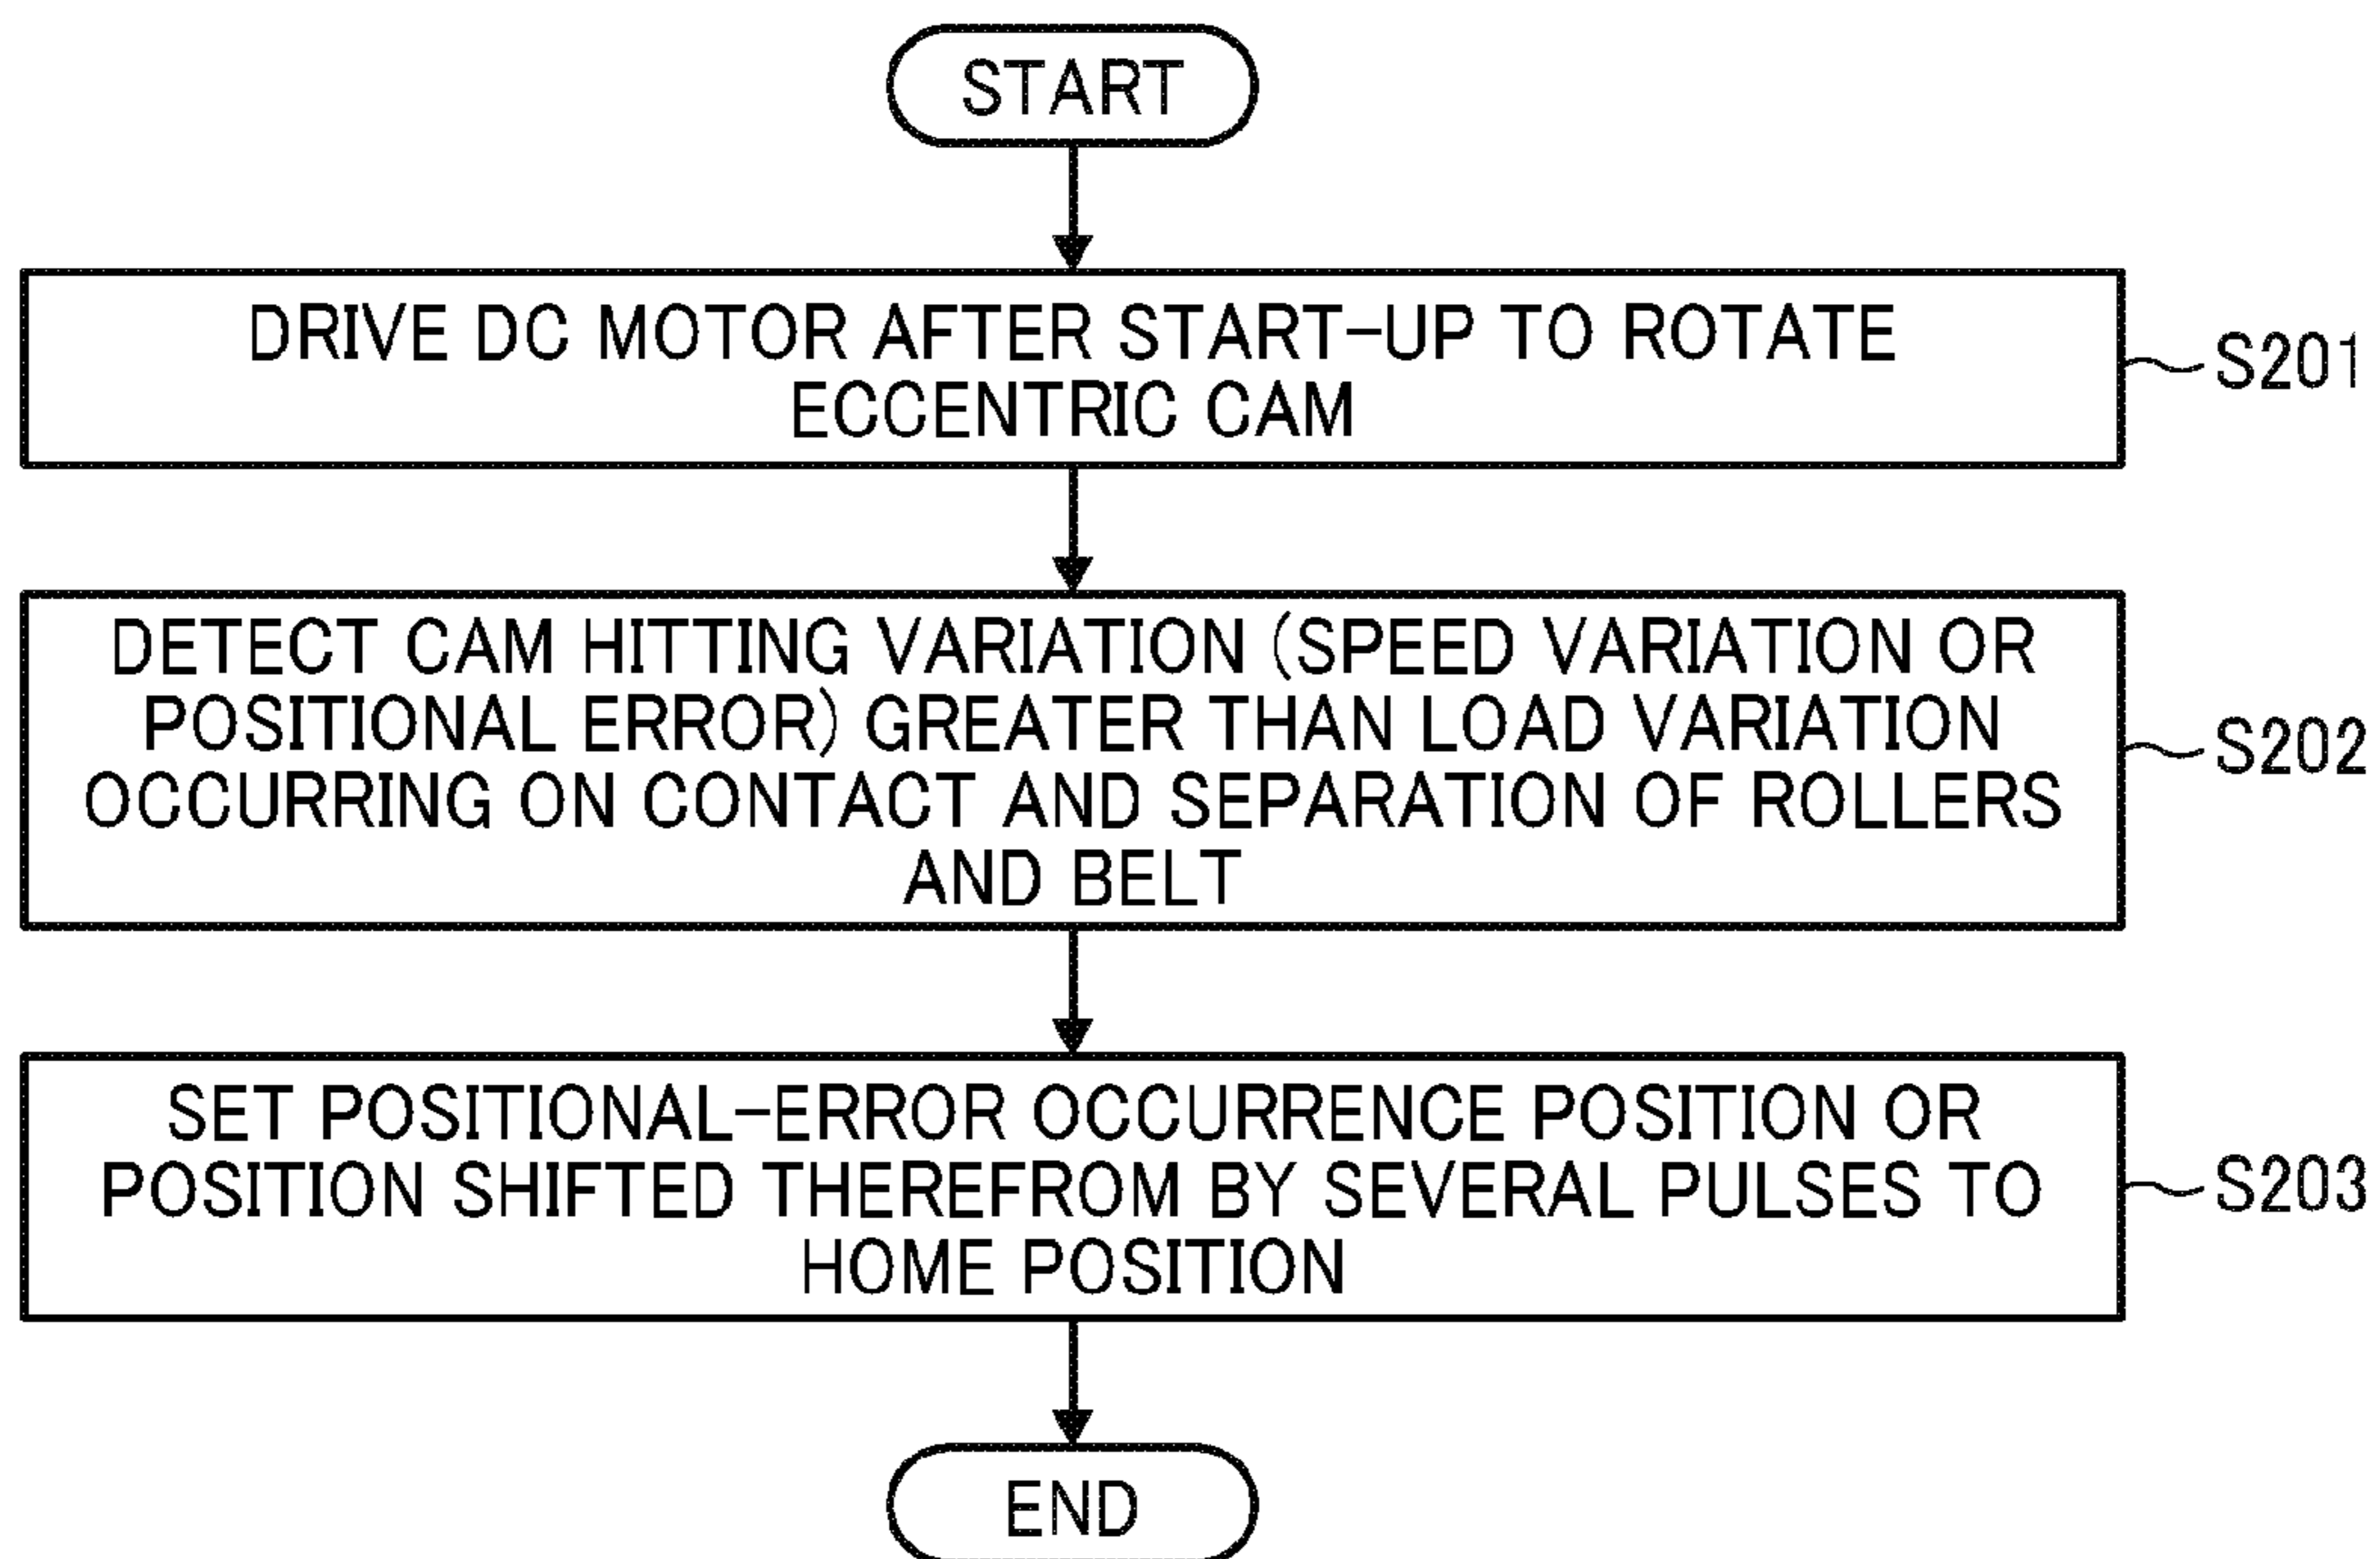 START
DRIVE DC MOTOR AFTER START-UP TO ROTATE
ECCENTRIC CAM
S201
DETECT CAM HITTING VARIATION (SPEED VARIATION OR
POSITIONAL ERROR) GREATER THAN LOAD VARIATION
OCCURRING ON CONTACT AND SEPARATION OF ROLLERS
AND BELT
S202
SET POSITIONAL-ERROR OCCURRENCE POSITION OR
POSITION SHIFTED THEREFROM BY SEVERAL PULSES TO
HOME POSITION
S203
END